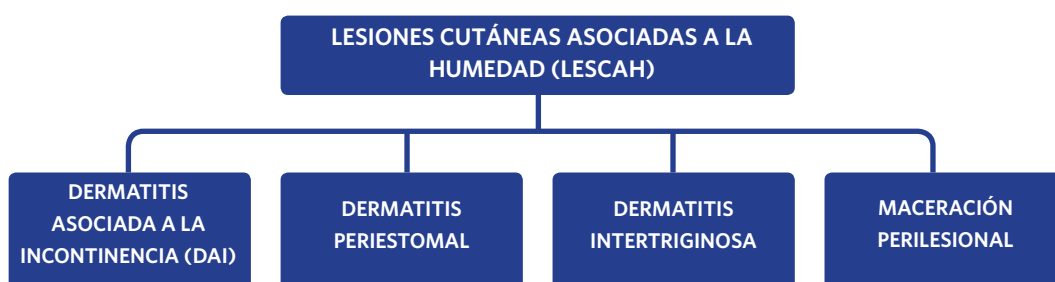 LESIONES CUTÁNEAS ASOCIADAS A LA
HUMEDAD (LESCAH)
DERMATITIS
ASOCIADA A LA
INCONTINENCIA (DAI)
DERMATITIS
PERIESTOMAL
DERMATITIS
INTERTRIGINOSA
MACERACIÓN
PERILESIONAL